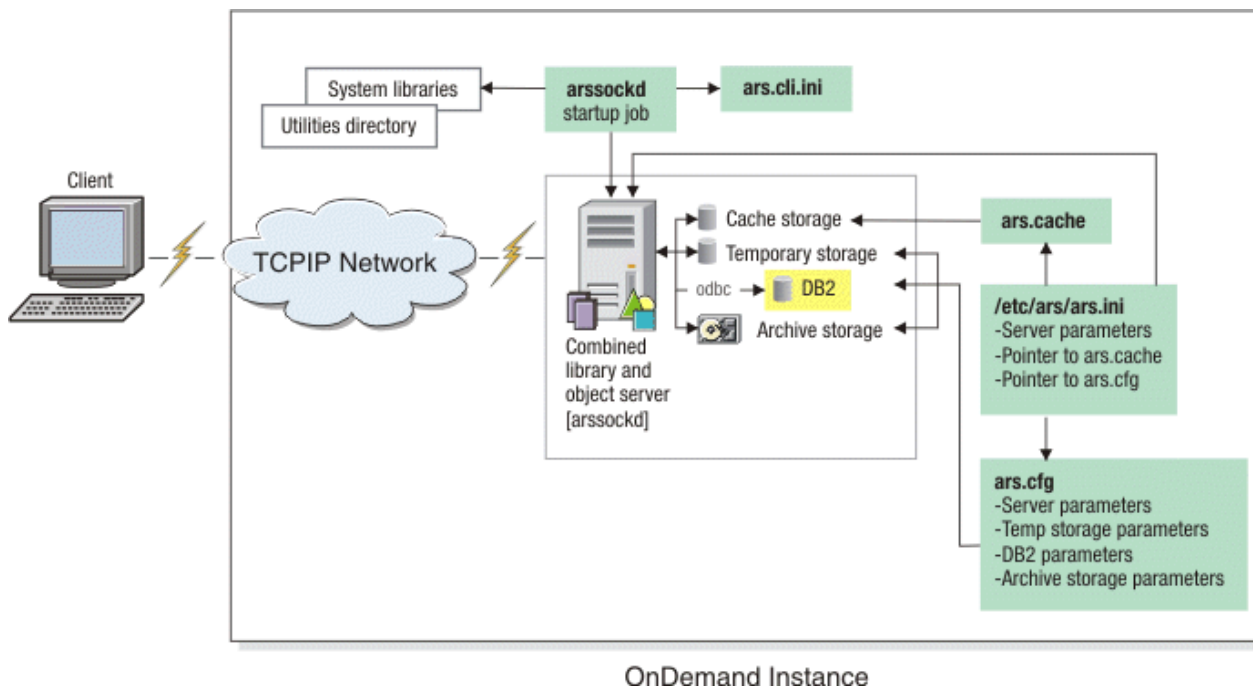 System libraries
Utilities directory
arssockd
startup job
ars.cli.ini
Client
TCPIP Network
Cache storage
Temporary storage
odbc
DB2
Archive storage
Combined
library and
object server
[arssockd]
ars.cache
/etc/ars/ars.ini
-Server parameters
-Pointer to ars.cache
-Pointer to ars.cfg
ars.cfg
-Server parameters
-Temp storage parameters
-DB2 parameters
-Archive storage parameters
OnDemand Instance